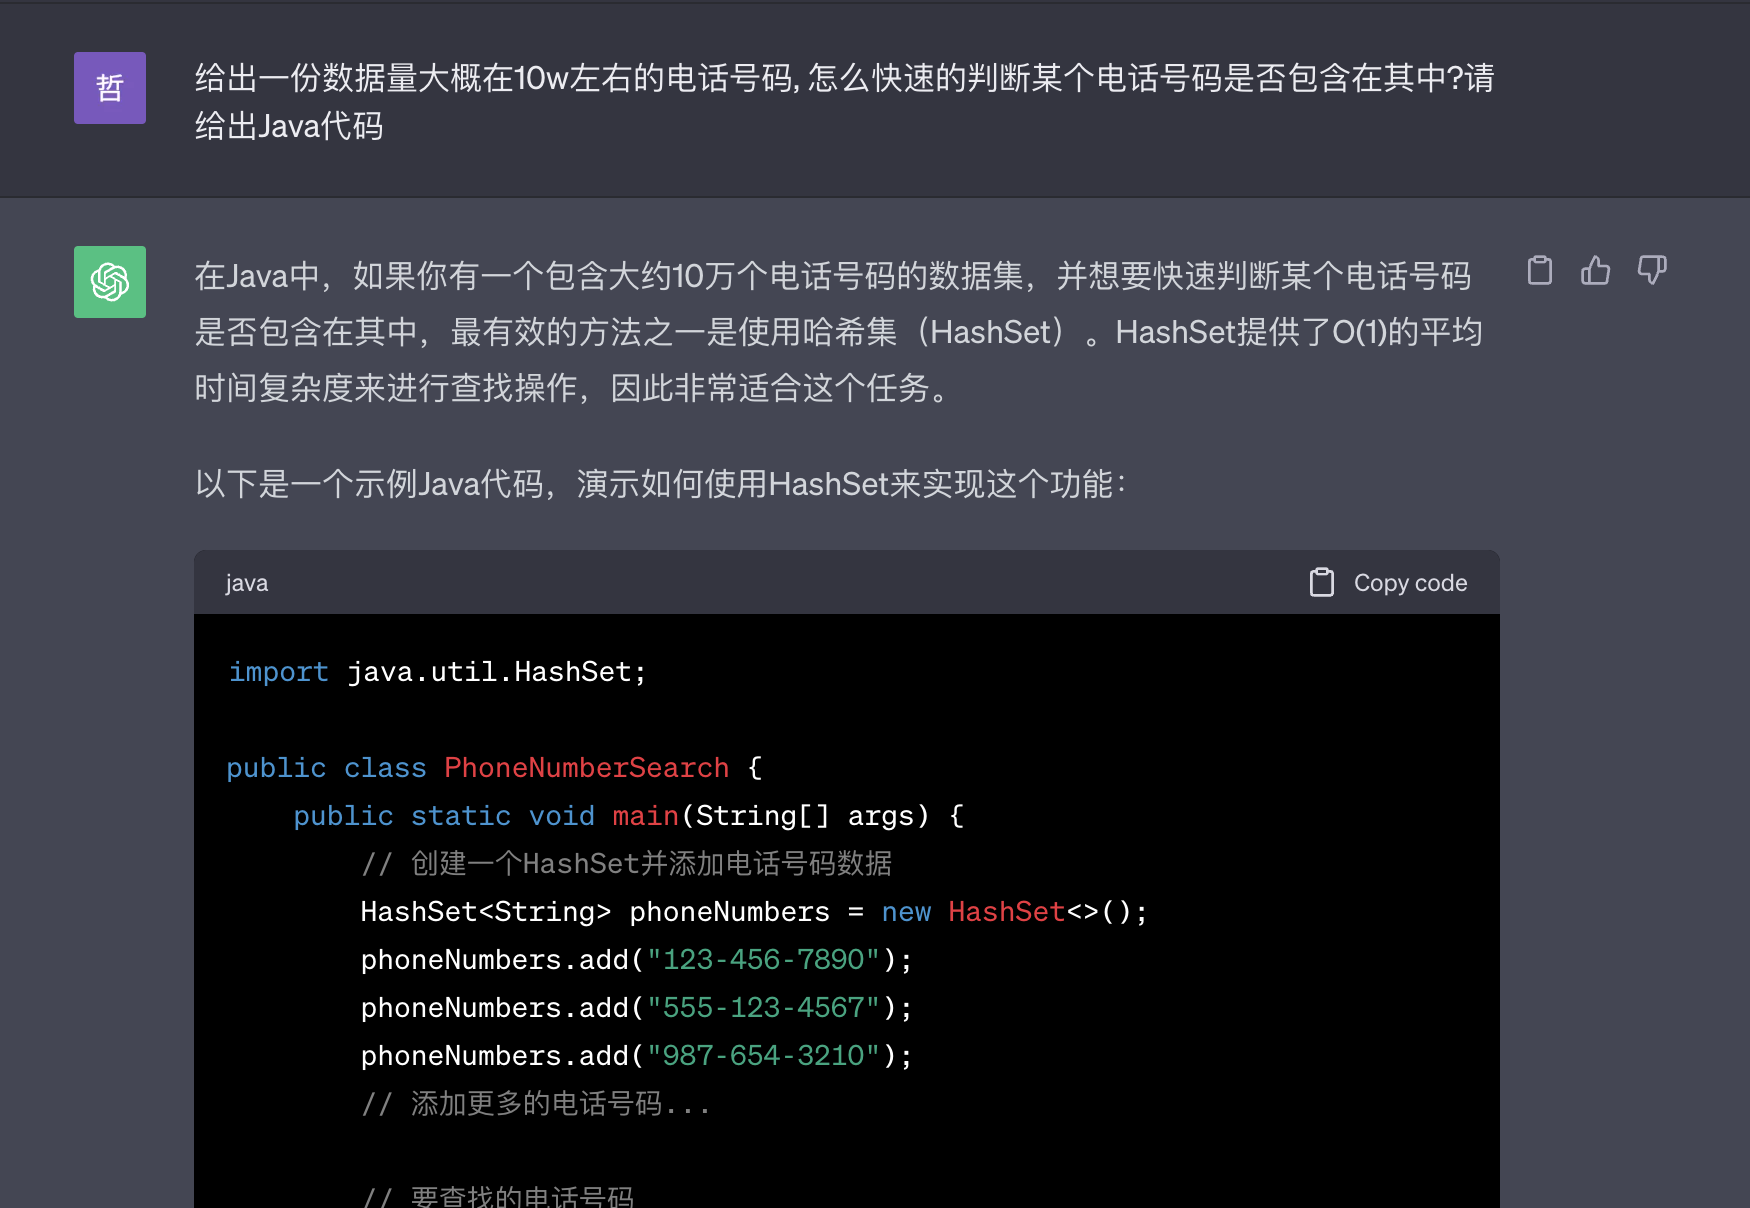 哲
给出一份数据量大概在10w左右的电话号码, 怎么快速的判断某个电话号码是否包含在其中?请
给出Java代码
在Java中，如果你有一个包含大约10万个电话号码的数据集，并想要快速判断某个电话号码
是否包含在其中，最有效的方法之一是使用哈希集（HashSet）。HashSet提供了O(1)的平均
时间复杂度来进行查找操作，因此非常适合这个任务。
以下是一个示例Java代码，演示如何使用HashSet来实现这个功能：
java
Copy code
import java.util.HashSet;
public class PhoneNumberSearch {
public static void main(String[] args) {
// 创建一个HashSet并添加电话号码数据
HashSet<String> phoneNumbers = new HashSet<>();
phoneNumbers.add("123-456-7890");
phoneNumbers.add("555-123-4567");
phoneNumbers.add("987-654-3210");
// 添加更多的电话号码...
// 要查找的电话号码